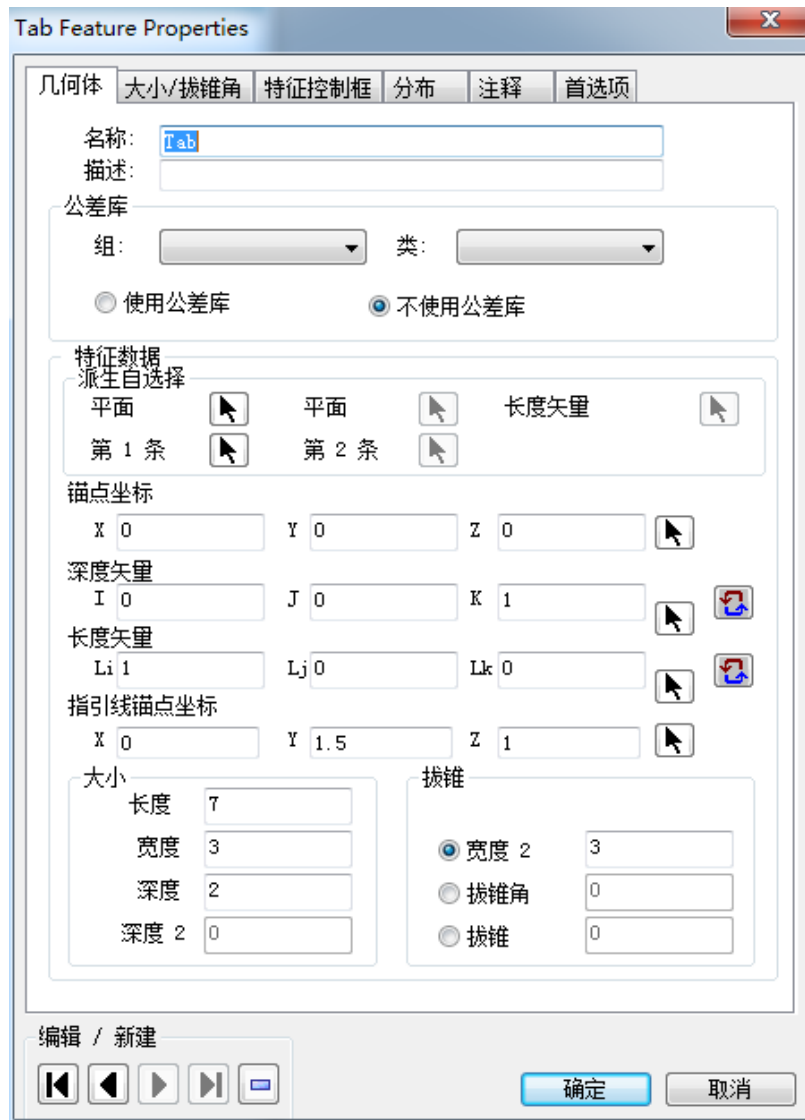 Tab Feature Properties
几何体 大小/拔锥角 特征控制框 分布 注释 首选项
名称: Tab
描述:
公差库
组: 类:
使用公差库 不使用公差库
特征数据
派生自选择
平面 平面 长度矢量
第 1 条 第 2 条
锚点坐标
X 0 Y 0 Z 0
深度矢量
I 0 J 0 K 1
长度矢量
Li 1 Lj 0 Lk 0
指引线锚点坐标
X 0 Y 1.5 Z 1
大小 拔锥
长度 7
宽度 3 宽度 2 3
深度 2 拔锥角 0
深度 2 0 拔锥 0
编辑 / 新建
确定 取消